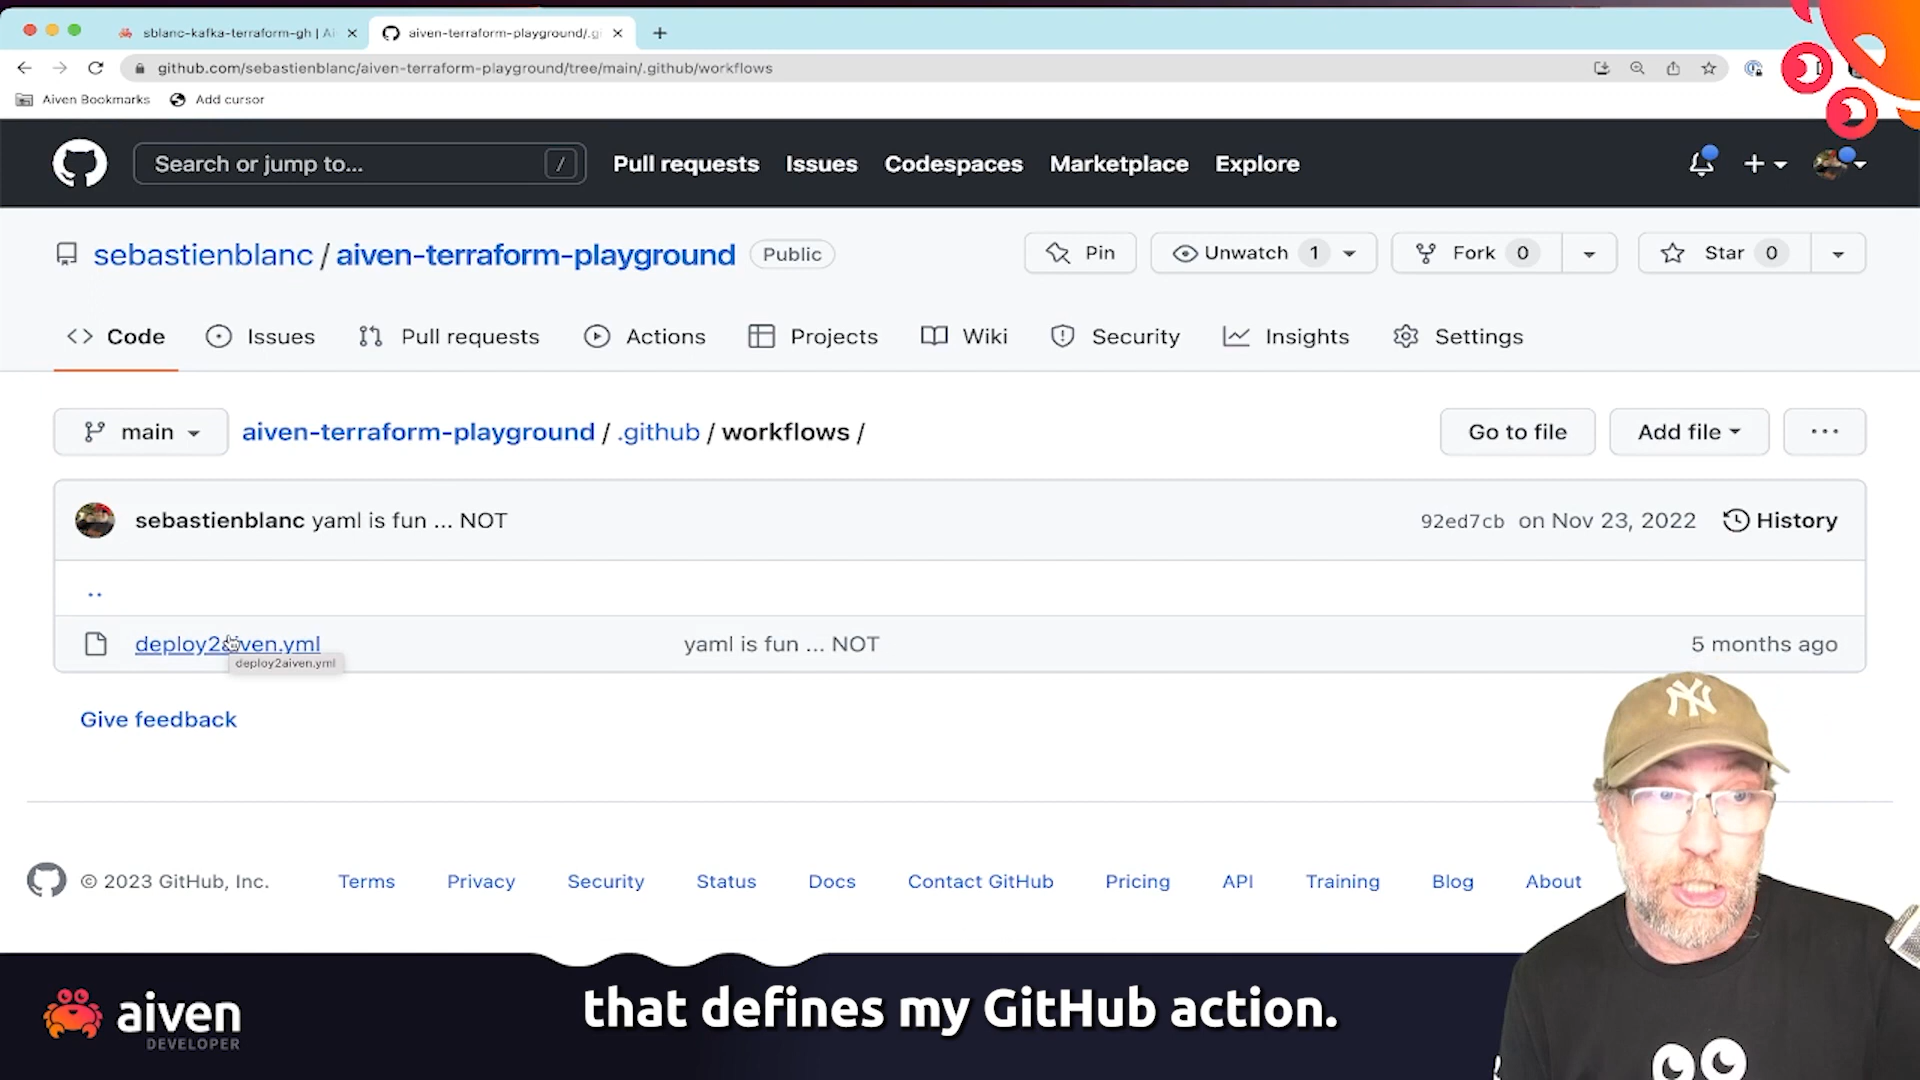 sblanc-kafka-terraform-gh | Ai
aiven-terraform-playground/.g
github.com/sebastienblanc/aiven-terraform-playground/tree/main/.github/workflows
Aiven Bookmarks
Add cursor
Search or jump to...
/
Pull requests
Issues
Codespaces
Marketplace
Explore
sebastienblanc / aiven-terraform-playground
Public
Pin
Unwatch 1
Fork 0
Star 0
Code
Issues
Pull requests
Actions
Projects
Wiki
Security
Insights
Settings
main
aiven-terraform-playground / .github / workflows /
Go to file
Add file
...
sebastienblanc yaml is fun ... NOT
92ed7cb on Nov 23, 2022
History
..
deploy2aiven.yml
yaml is fun ... NOT
5 months ago
deploy2aiven.yml
Give feedback
© 2023 GitHub, Inc.
Terms
Privacy
Security
Status
Docs
Contact GitHub
Pricing
API
Training
Blog
About
NY
that defines my GitHub action.
aiven
DEVELOPER